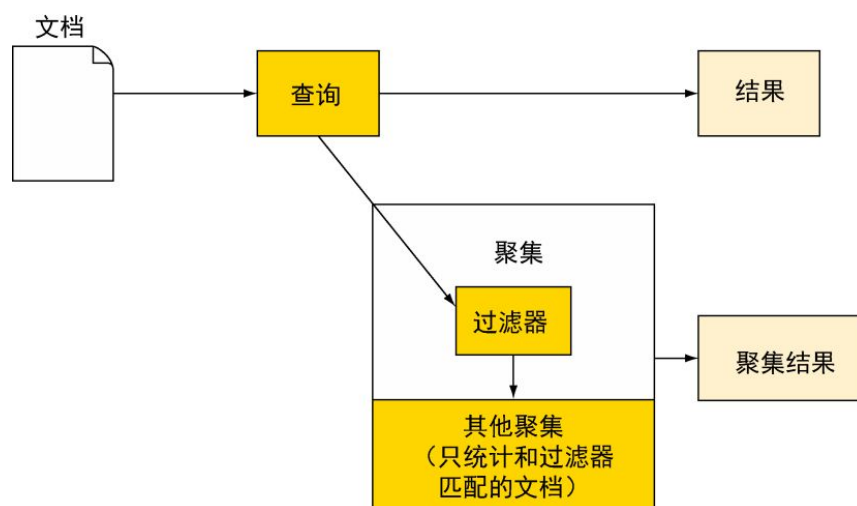 文档
查询
结果
聚集
过滤器
聚集结果
其他聚集
（只统计和过滤器
匹配的文档）